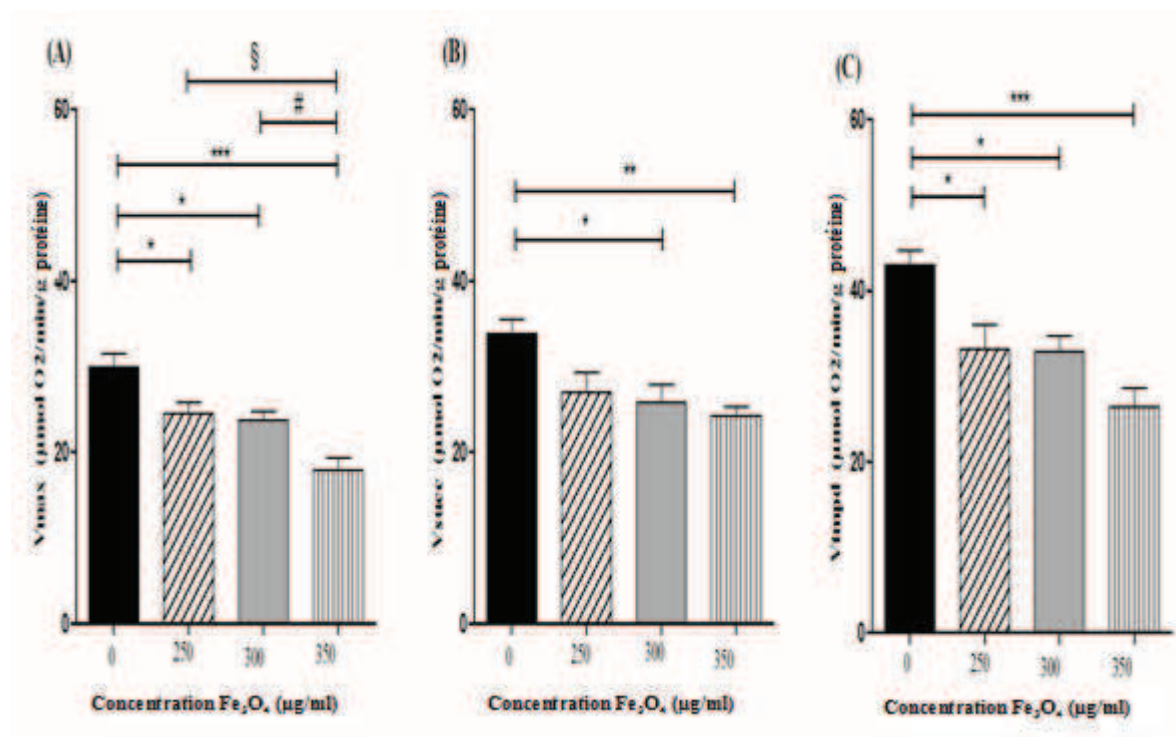 (A)
§
‡
60
***
*
*
40
20
0
Vmax (µmol O2/min/g protéine)
0 250 300 350
Concentration Fe3O4 (µg/ml)
(B)
60
**
*
40
20
0
Vsucc (µmol O2/min/g protéine)
0 250 300 350
Concentration Fe3O4 (µg/ml)
(C)
60
***
*
*
40
20
0
Vtmpd (µmol O2/min/g protéine)
0 250 300 350
Concentration Fe3O4 (µg/ml)